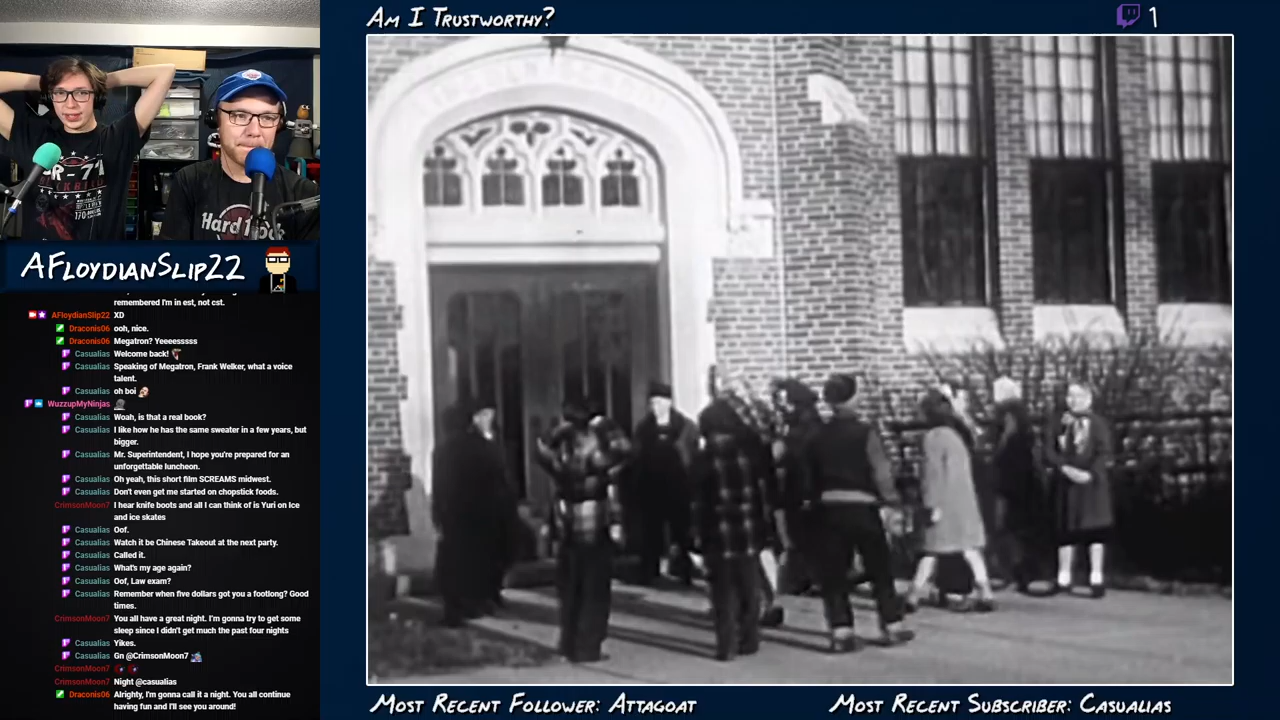 Am I Trustworthy?
1
Hard Rock
AFloydianSlip22
remembered I'm in est, not cst.
AFloydianSlip22 XD
Draconis06 ooh, nice.
Draconis06 Megatron? Yeeeesssss
Casualias Welcome back!
Casualias Speaking of Megatron, Frank Welker, what a voice
talent.
Casualias oh boi
WuzzupMyNinjas
Casualias Woah, is that a real book?
Casualias I like how he has the same sweater in a few years, but
bigger.
Casualias Mr. Superintendent, I hope you're prepared for an
unforgettable luncheon.
Casualias Oh yeah, this short film SCREAMS midwest.
Casualias Don't even get me started on chopstick foods.
CrimsonMoon7 I hear knife boots and all I can think of is Yuri on Ice
and ice skates
Casualias Oof.
Casualias Watch it be Chinese Takeout at the next party.
Casualias Called it.
Casualias What's my age again?
Casualias Oof, Law exam?
Casualias Remember when five dollars got you a footlong? Good
times.
CrimsonMoon7 You all have a great night. I'm gonna try to get some
sleep since I didn't get much the past four nights
Casualias Yikes.
Casualias Gn @CrimsonMoon7
CrimsonMoon7
CrimsonMoon7 Night @casualias
Draconis06 Alrighty, I'm gonna call it a night. You all continue
having fun and I'll see you around!
Most Recent Follower: Attagoat
Most Recent Subscriber: Casualias